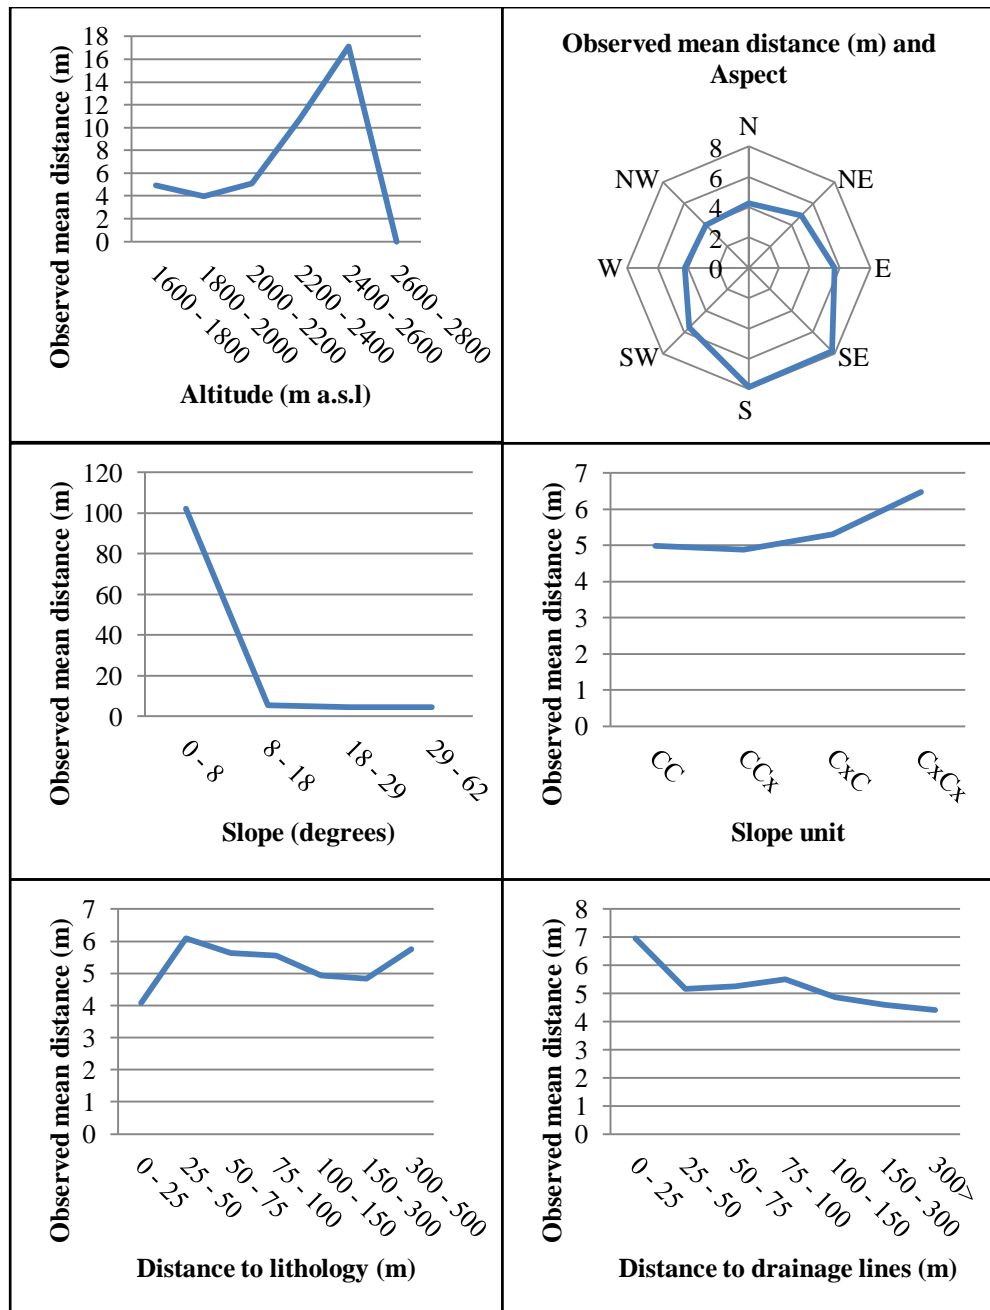 Observed mean distance (m)
18
16
14
12
10
8
6
4
2
0
1600 - 1800
1800 - 2000
2000 - 2200
2200 - 2400
2400 - 2600
2600 - 2800
Altitude (m a.s.l)
Observed mean distance (m) and
Aspect
N
NE
E
SE
S
SW
W
NW
8
6
4
2
0
Observed mean distance (m)
120
100
80
60
40
20
0
0 - 8
8 - 18
18 - 29
29 - 62
Slope (degrees)
Observed mean distance (m)
7
6
5
4
3
2
1
0
CC
CCx
CxC
CxCx
Slope unit
Observed mean distance (m)
7
6
5
4
3
2
1
0
0 - 25
25 - 50
50 - 75
75 - 100
100 - 150
150 - 300
300 - 500
Distance to lithology (m)
Observed mean distance (m)
8
7
6
5
4
3
2
1
0
0 - 25
25 - 50
50 - 75
75 - 100
100 - 150
150 - 300
300>
Distance to drainage lines (m)